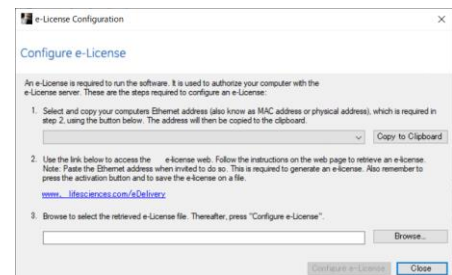 e-License Configuration
Configure e-License
An e-License is required to run the software. It is used to authorize your computer with the
e-License server. These are the steps required to configure an e-License:
1. Select and copy your computers Ethernet address (also know as MAC address or physical address), which is required in
step 2, using the button below. The address will then be copied to the clipboard.
Copy to Clipboard
2. Use the link below to access the e-license web. Follow the instructions on the web page to retrieve an e-license.
Note: Paste the Ethernet address when invited to do so. This is required to generate an e-license. Also remember to
press the activation button and to save the e-license on a file.
www. lifesciences.com/eDelivery
3. Browse to select the retrieved e-License file. Thereafter, press "Configure e-License".
Browse...
Configure e-License Close